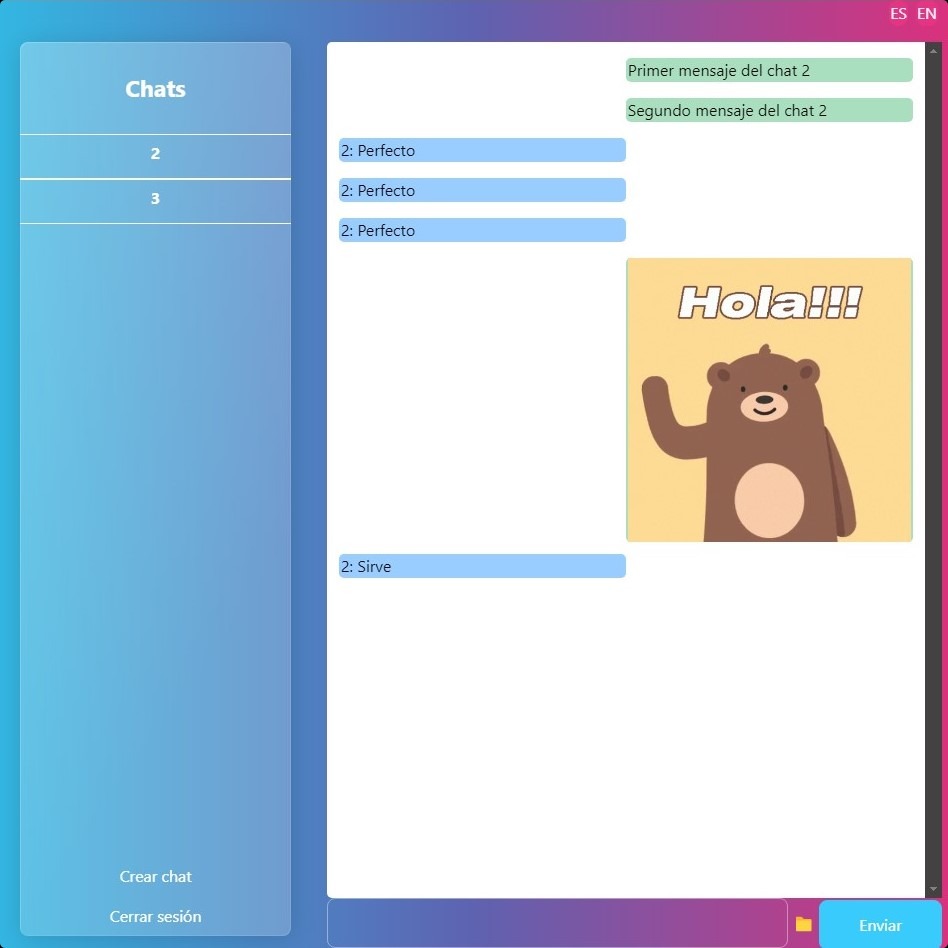 ES EN
Chats
2
3
Crear chat
Cerrar sesión
Primer mensaje del chat 2
Segundo mensaje del chat 2
2: Perfecto
2: Perfecto
2: Perfecto
Hola!!!
2: Sirve
Enviar